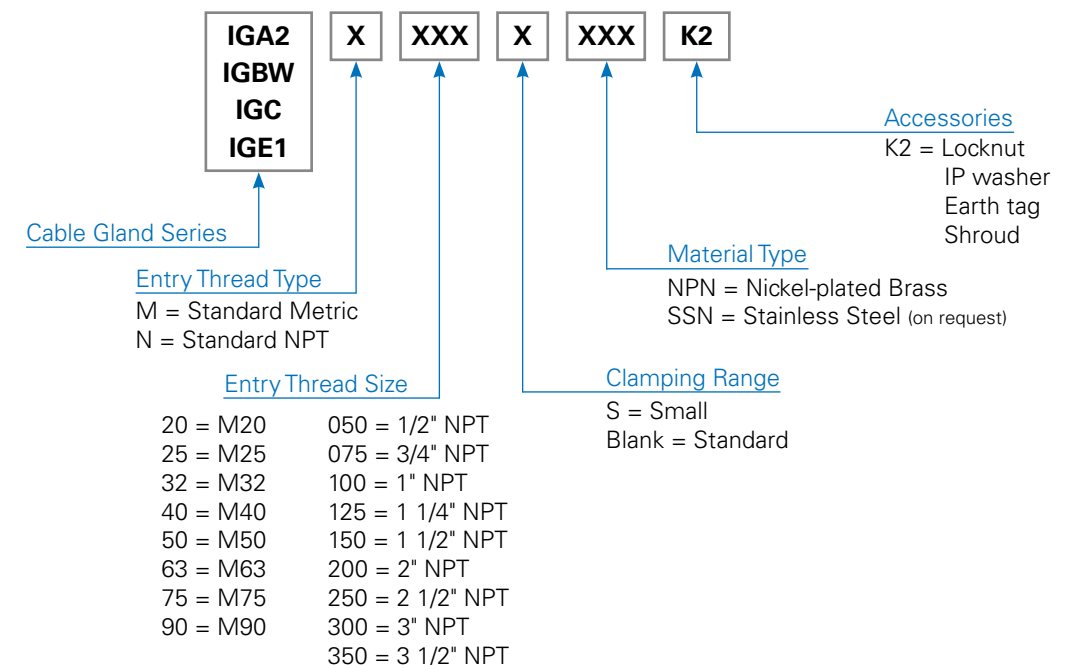 IGA2 X XXX X XXX K2
IGBW
IGC
IGE1
Accessories
K2 = Locknut
IP washer
Earth tag
Shroud
Cable Gland Series
Material Type
NPN = Nickel-plated Brass
SSN = Stainless Steel (on request)
Entry Thread Type
M = Standard Metric
N = Standard NPT
Entry Thread Size
20 = M20 050 = 1/2" NPT
25 = M25 075 = 3/4" NPT
32 = M32 100 = 1" NPT
40 = M40 125 = 1 1/4" NPT
50 = M50 150 = 1 1/2" NPT
63 = M63 200 = 2" NPT
75 = M75 250 = 2 1/2" NPT
90 = M90 300 = 3" NPT
350 = 3 1/2" NPT
Clamping Range
S = Small
Blank = Standard